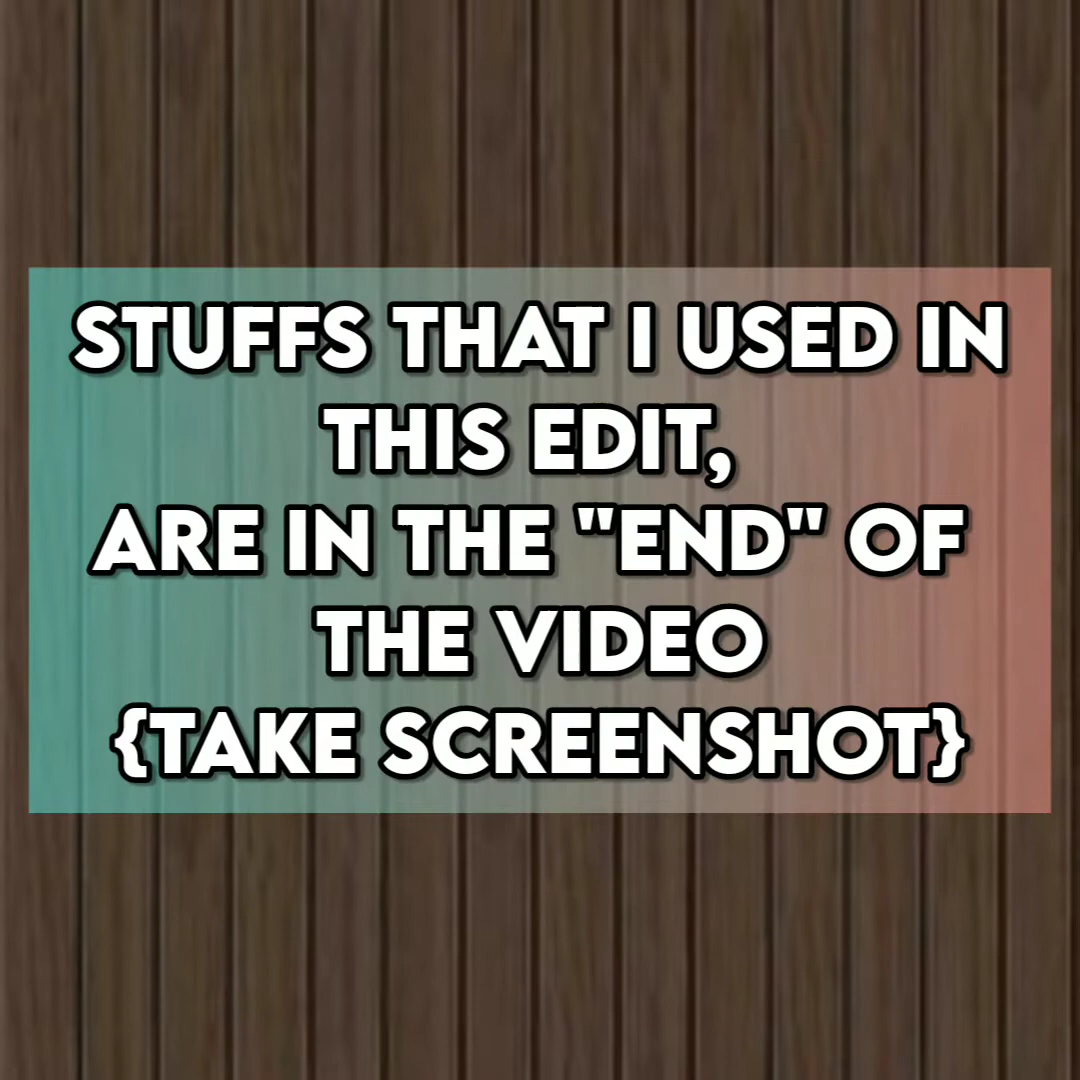 STUFFS THAT I USED IN
THIS EDIT,
ARE IN THE "END" OF
THE VIDEO
{TAKE SCREENSHOT}